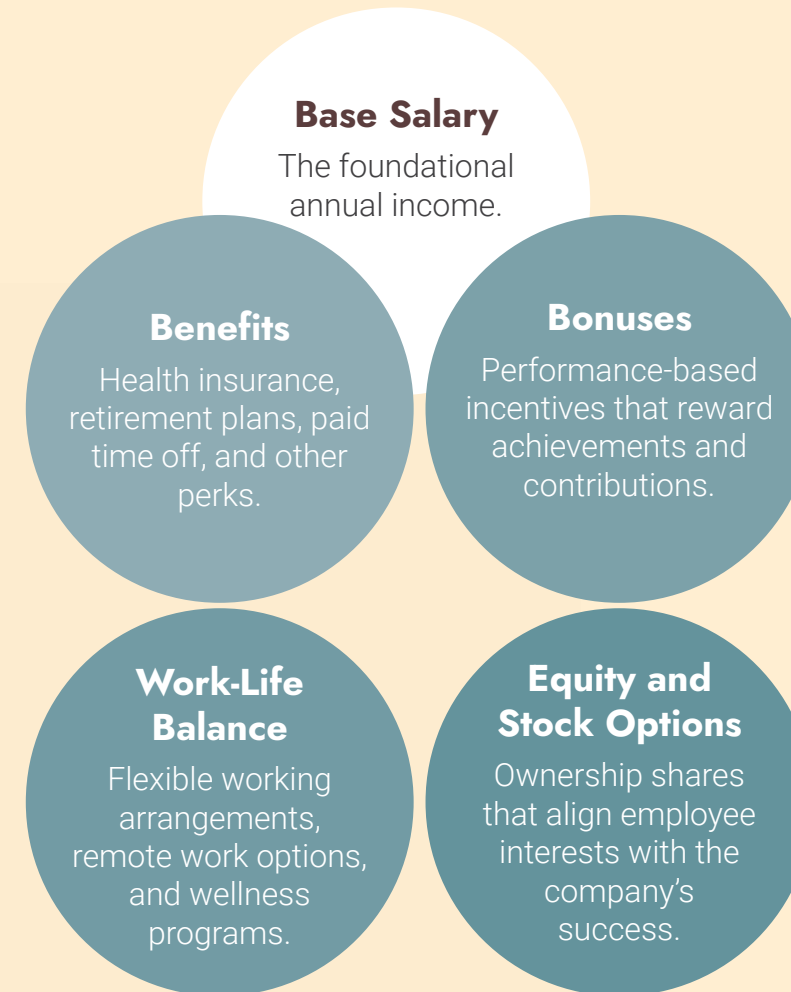 Base Salary
The foundational
annual income.
Benefits
Health insurance,
retirement plans, paid
time off, and other
perks.
Bonuses
Performance-based
incentives that reward
achievements and
contributions.
Work-Life
Balance
Flexible working
arrangements,
remote work options,
and wellness
programs.
Equity and
Stock Options
Ownership shares
that align employee
interests with the
company’s
success.